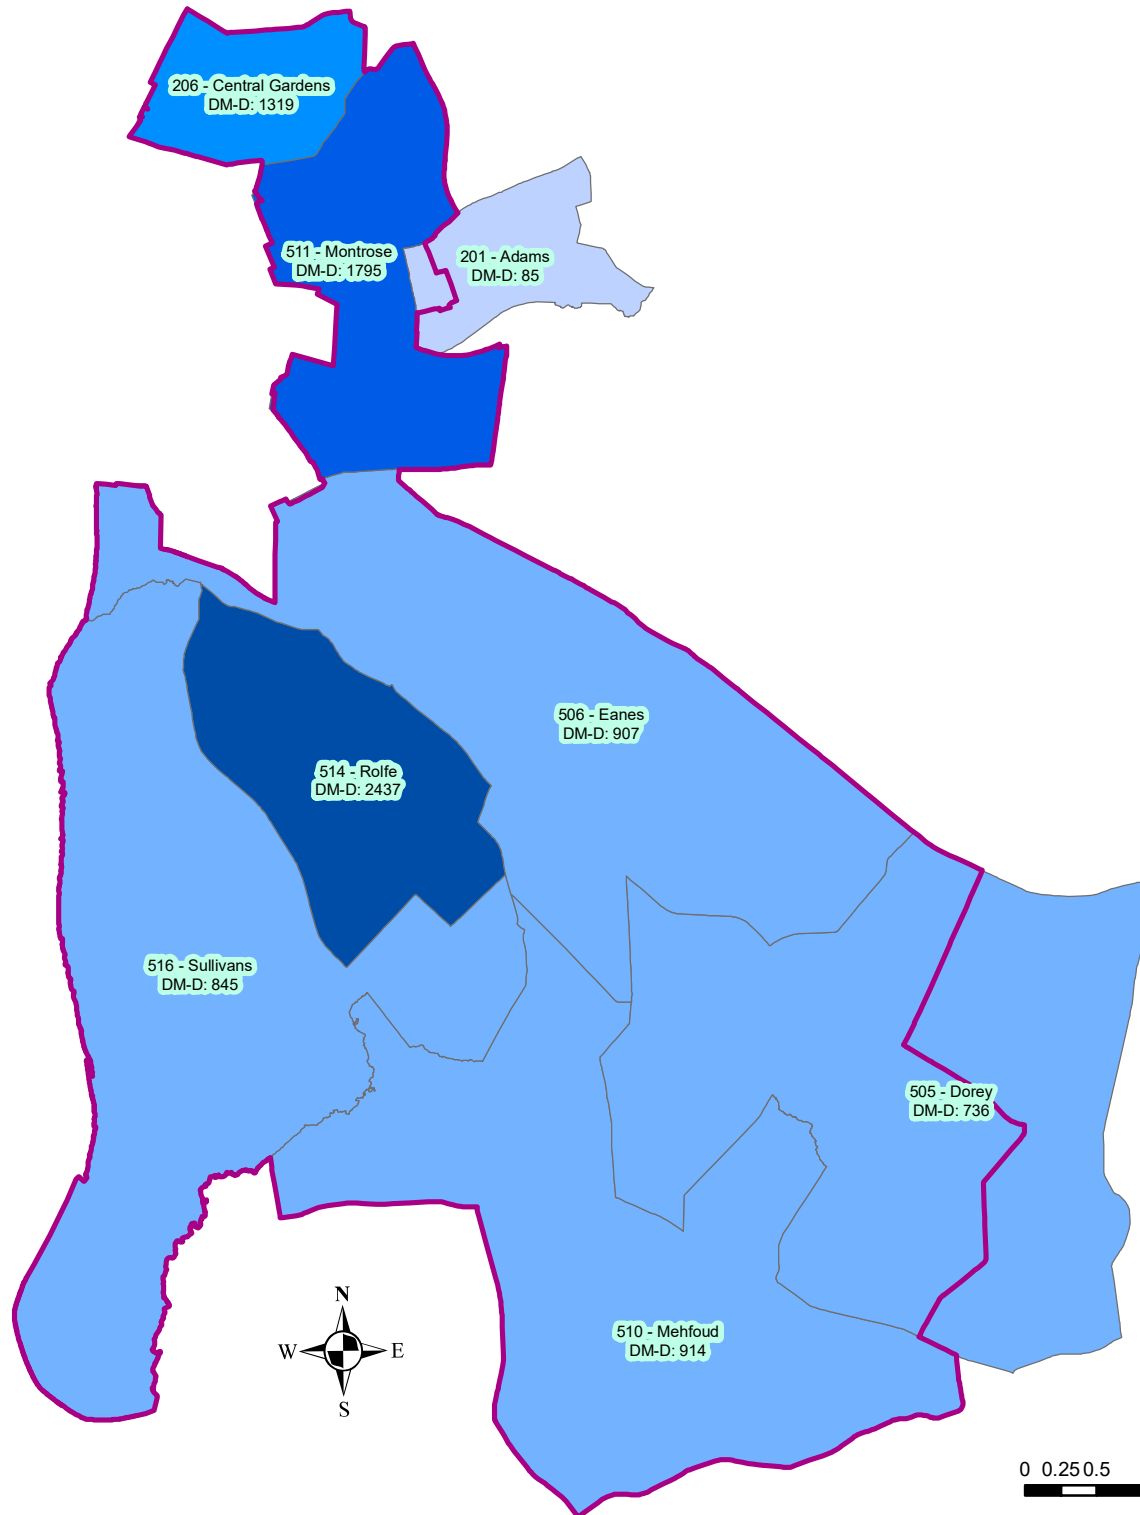 206 - Central Gardens
DM-D: 1319
511 - Montrose
DM-D: 1795
201 - Adams
DM-D: 85
506 - Eanes
DM-D: 907
514 - Rolfe
DM-D: 2437
516 - Sullivans
DM-D: 845
505 - Dorey
DM-D: 736
510 - Mehfoud
DM-D: 914
N
W E
S
0 0.25 0.5